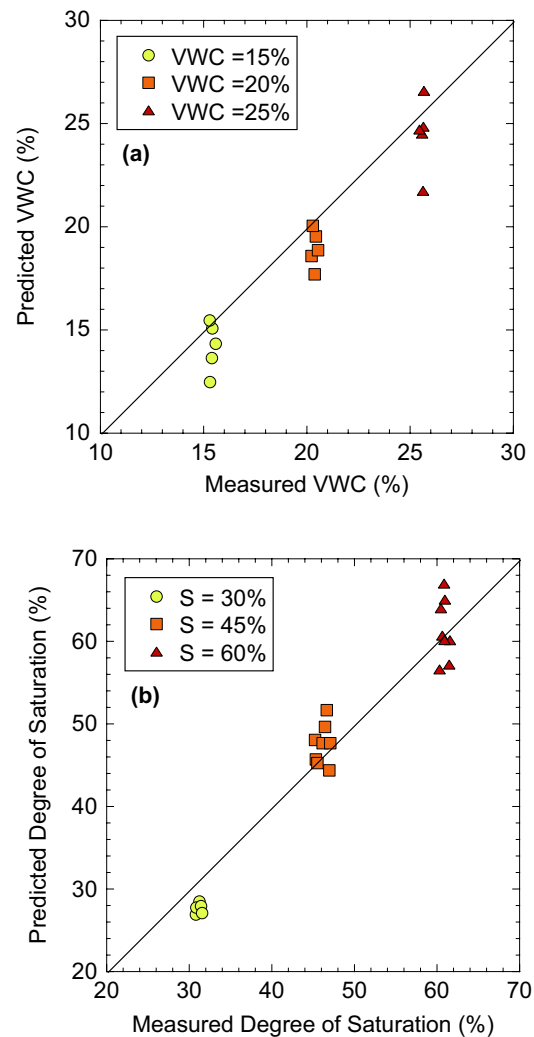 30
VWC =15%
VWC =20%
VWC =25%
25
(a)
Predicted VWC (%)
20
15
10
10 15 20 25 30
Measured VWC (%)
70
S = 30%
S = 45%
S = 60%
60
(b)
Predicted Degree of Saturation (%)
50
40
30
20
20 30 40 50 60 70
Measured Degree of Saturation (%)